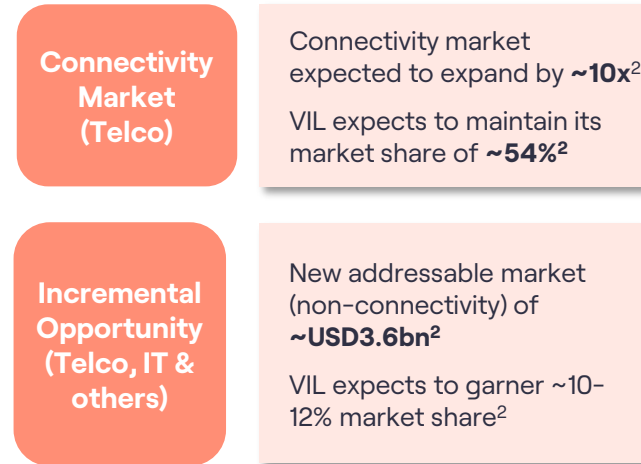 Connectivity
Market
(Telco)
Connectivity market
expected to expand by ~10x²
VIL expects to maintain its
market share of ~54%²
Incremental
Opportunity
(Telco, IT &
others)
New addressable market
(non-connectivity) of
~USD3.6bn²
VIL expects to garner ~10-
12% market share²